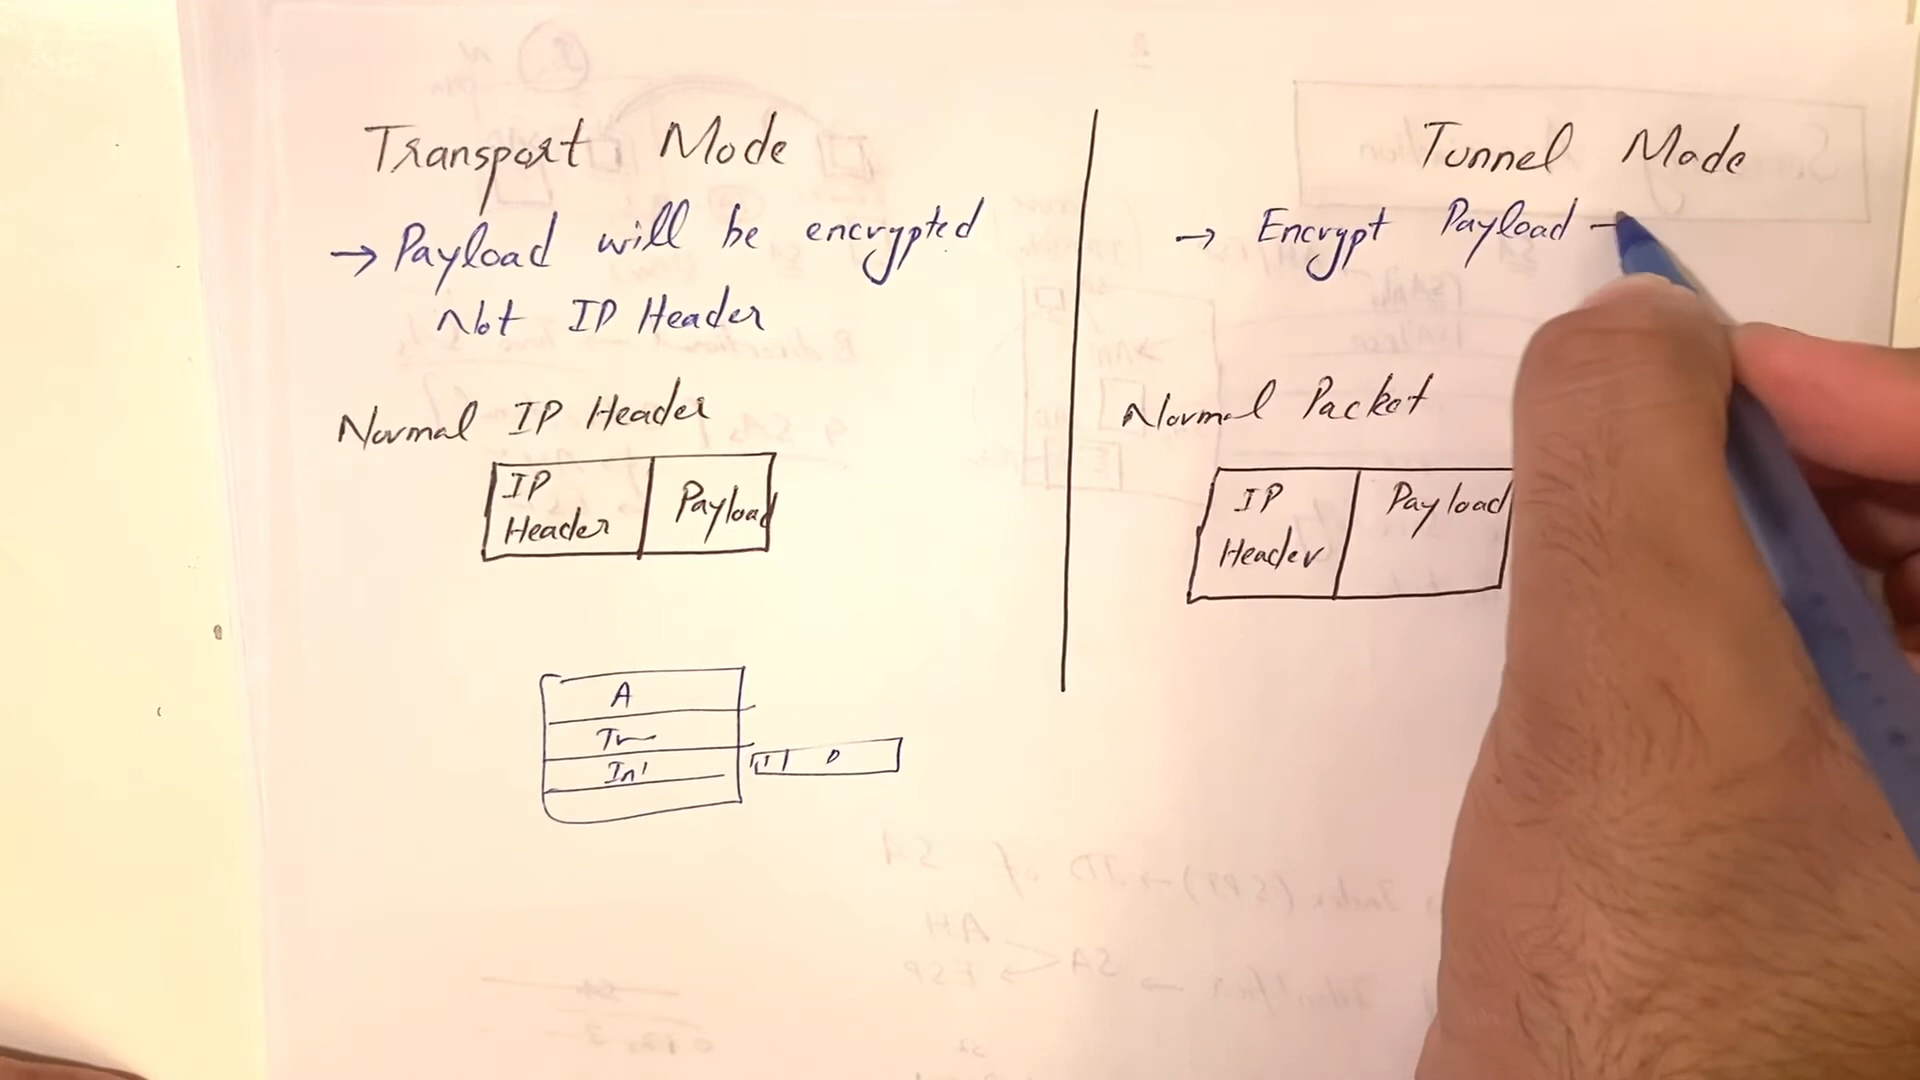 Transport Mode
→ Payload will be encrypted
Not IP Header
Normal IP Header
IP
Header
Payload
A
In
D
Tunnel Mode
→ Encrypt Payload
Normal Packet
IP
Header
Payload